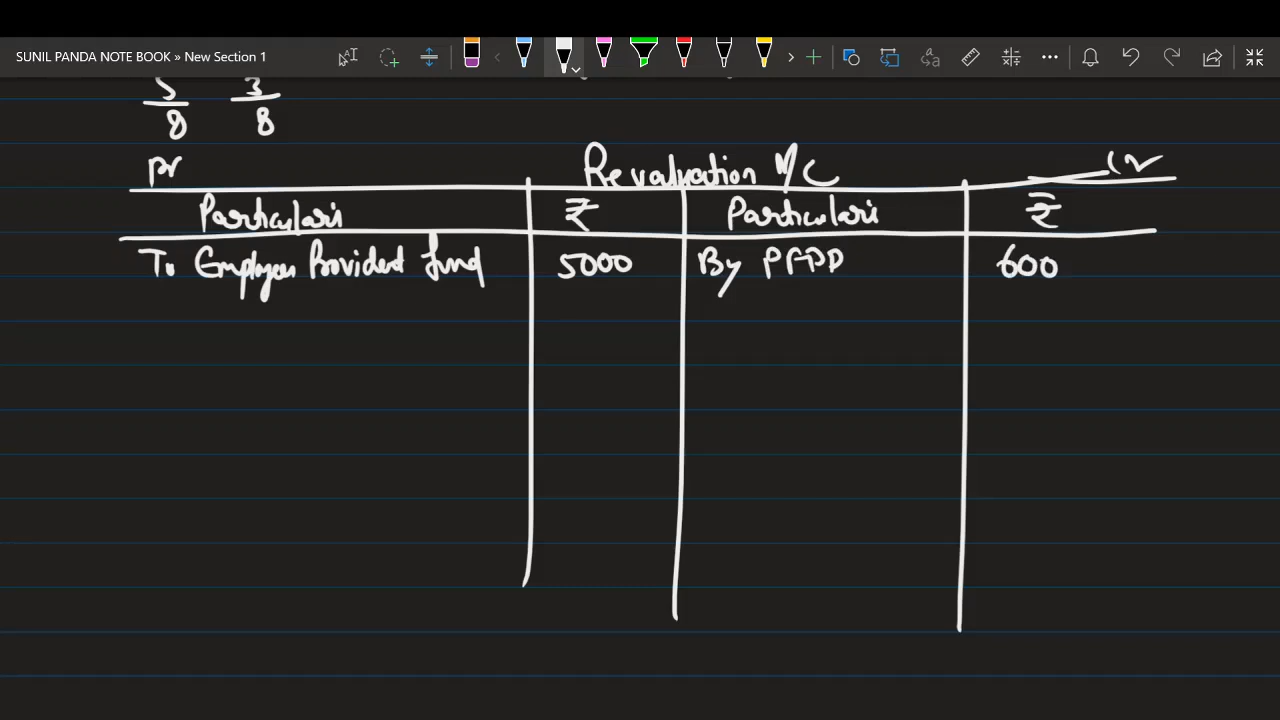 SUNIL PANDA NOTE BOOK » New Section 1
5 3
8 8
Dr Revaluation A/C Cr
Particulars ₹ Particulars ₹
To Employees Provident fund 5000 By PFDD 600